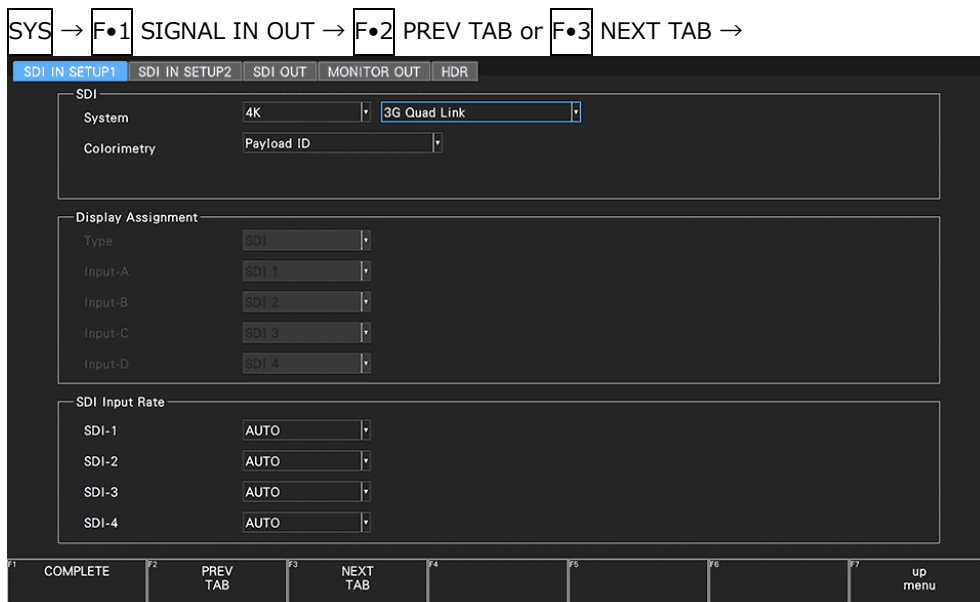 SYS → F•1 SIGNAL IN OUT → F•2 PREV TAB or F•3 NEXT TAB →
SDI IN SETUP1 SDI IN SETUP2 SDI OUT MONITOR OUT HDR
SDI
System 4K 3G Quad Link
Colorimetry Payload ID
Display Assignment
Type SDI
Input-A SDI 1
Input-B SDI 2
Input-C SDI 3
Input-D SDI 4
SDI Input Rate
SDI-1 AUTO
SDI-2 AUTO
SDI-3 AUTO
SDI-4 AUTO
F1 COMPLETE F2 PREV F3 NEXT F4 F5 F6 F7 up
TAB TAB menu